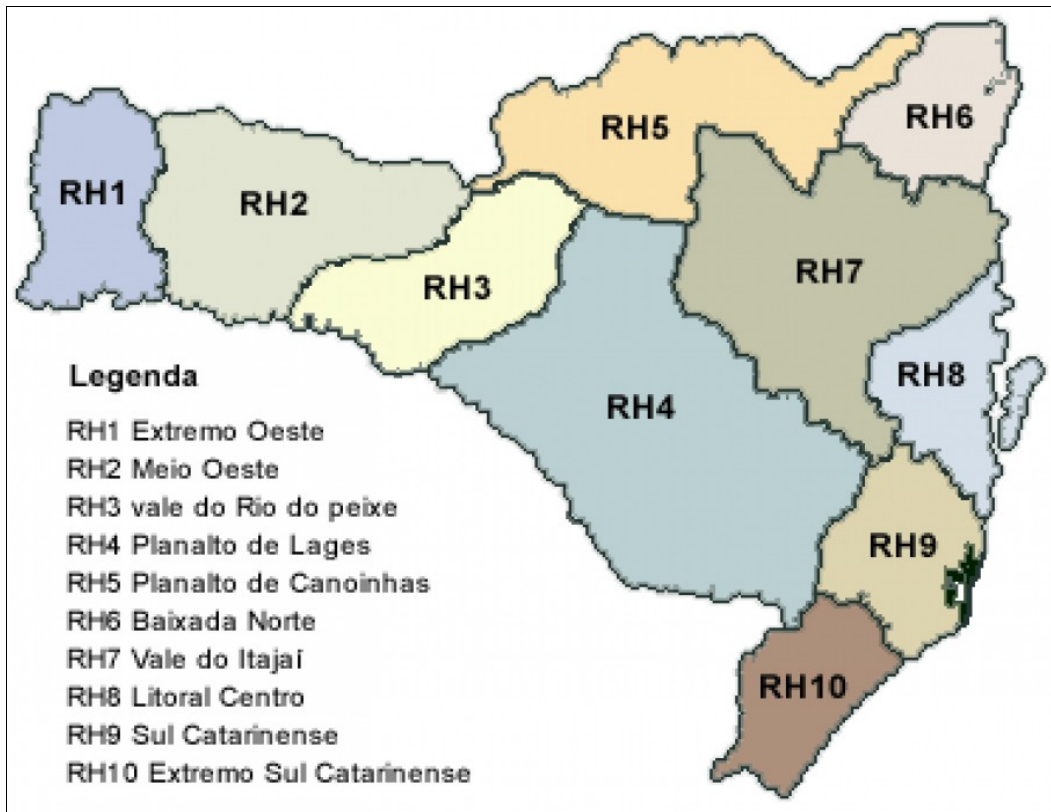 RH6
RH5
RH1
RH2
RH7
RH3
RH8
RH4
RH9
RH10
Legenda
RH1 Extremo Oeste
RH2 Meio Oeste
RH3 vale do Rio do peixe
RH4 Planalto de Lages
RH5 Planalto de Canoinhas
RH6 Baixada Norte
RH7 Vale do Itajaí
RH8 Litoral Centro
RH9 Sul Catarinense
RH10 Extremo Sul Catarinense